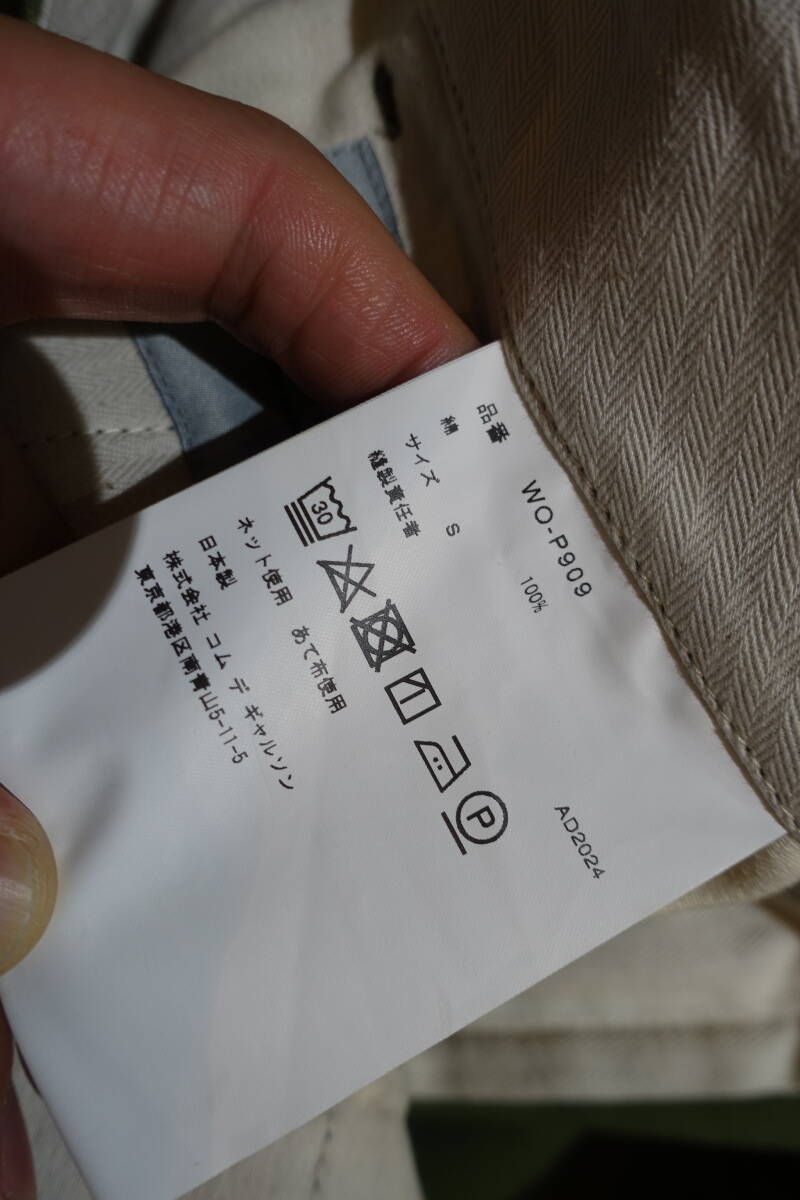 品番 WO-P909 AD2024
綿 100%
サイズ S
縫製責任者
30
P
ネット使用 あて布使用
日本製
株式会社 コム デ ギャルソン
東京都港区南青山5-11-5